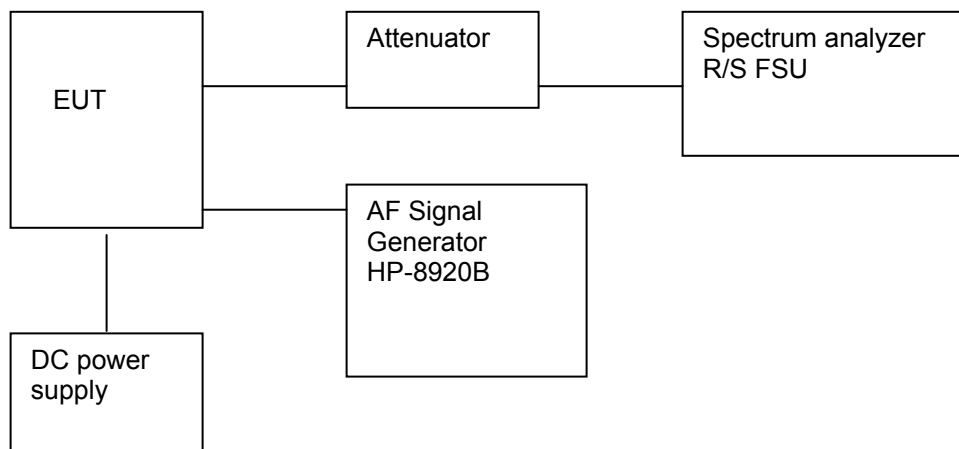 EUT
Attenuator
Spectrum analyzer
R/S FSU
AF Signal
Generator
HP-8920B
DC power
supply